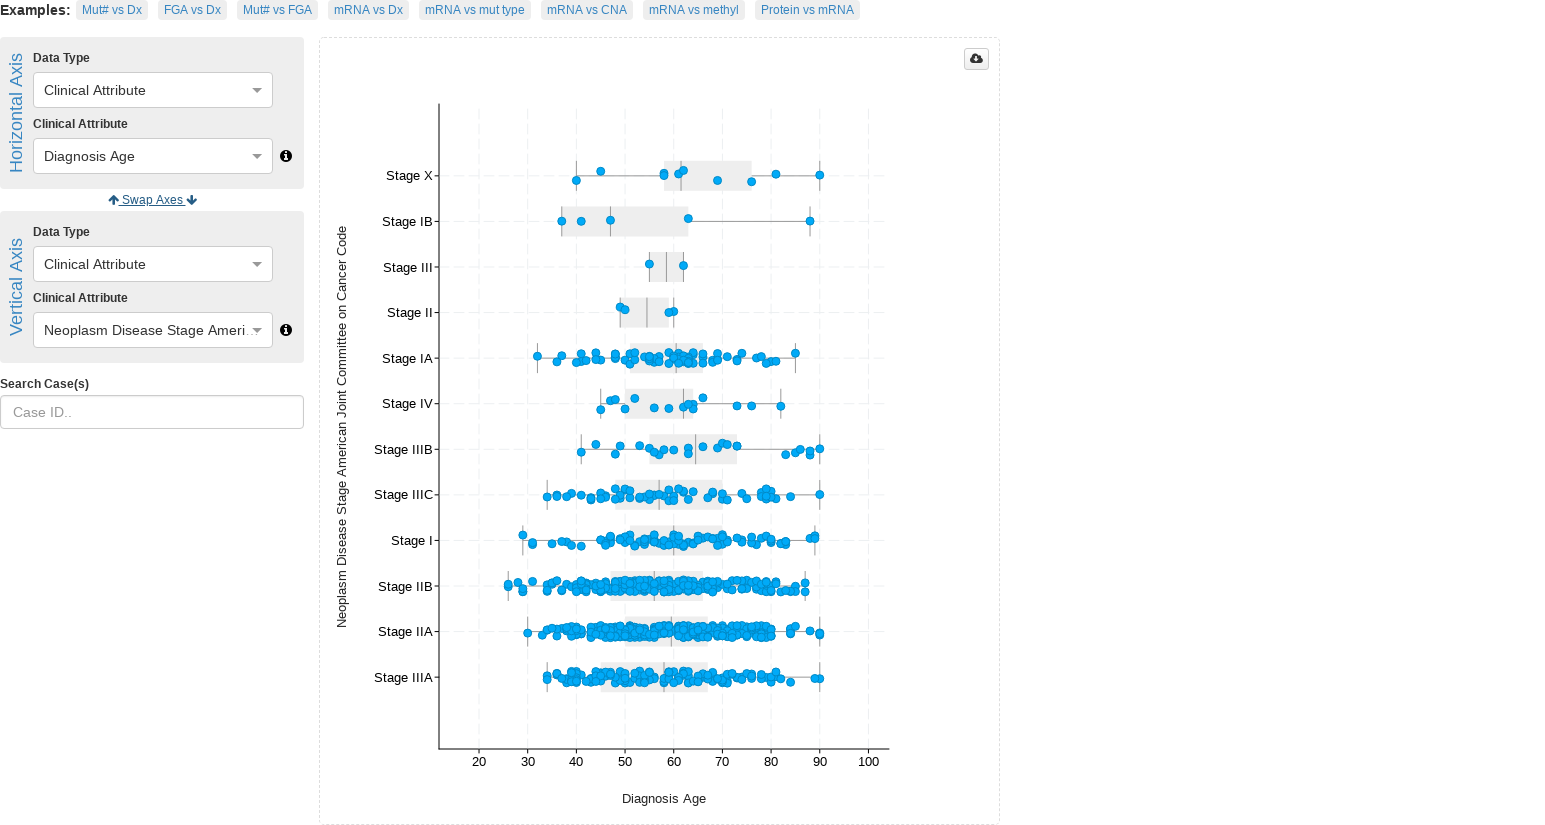 Examples: Mut# vs Dx FGA vs Dx Mut# vs FGA mRNA vs Dx mRNA vs mut type mRNA vs CNA mRNA vs methyl Protein vs mRNA
Horizontal Axis
Data Type
Clinical Attribute
Clinical Attribute
Diagnosis Age
Swap Axes
Vertical Axis
Data Type
Clinical Attribute
Clinical Attribute
Neoplasm Disease Stage Ameri...
Search Case(s)
Case ID..
Neoplasm Disease Stage American Joint Committee on Cancer Code
Stage X
Stage IB
Stage III
Stage II
Stage IA
Stage IV
Stage IIIB
Stage IIIC
Stage I
Stage IIB
Stage IIA
Stage IIIA
20 30 40 50 60 70 80 90 100
Diagnosis Age